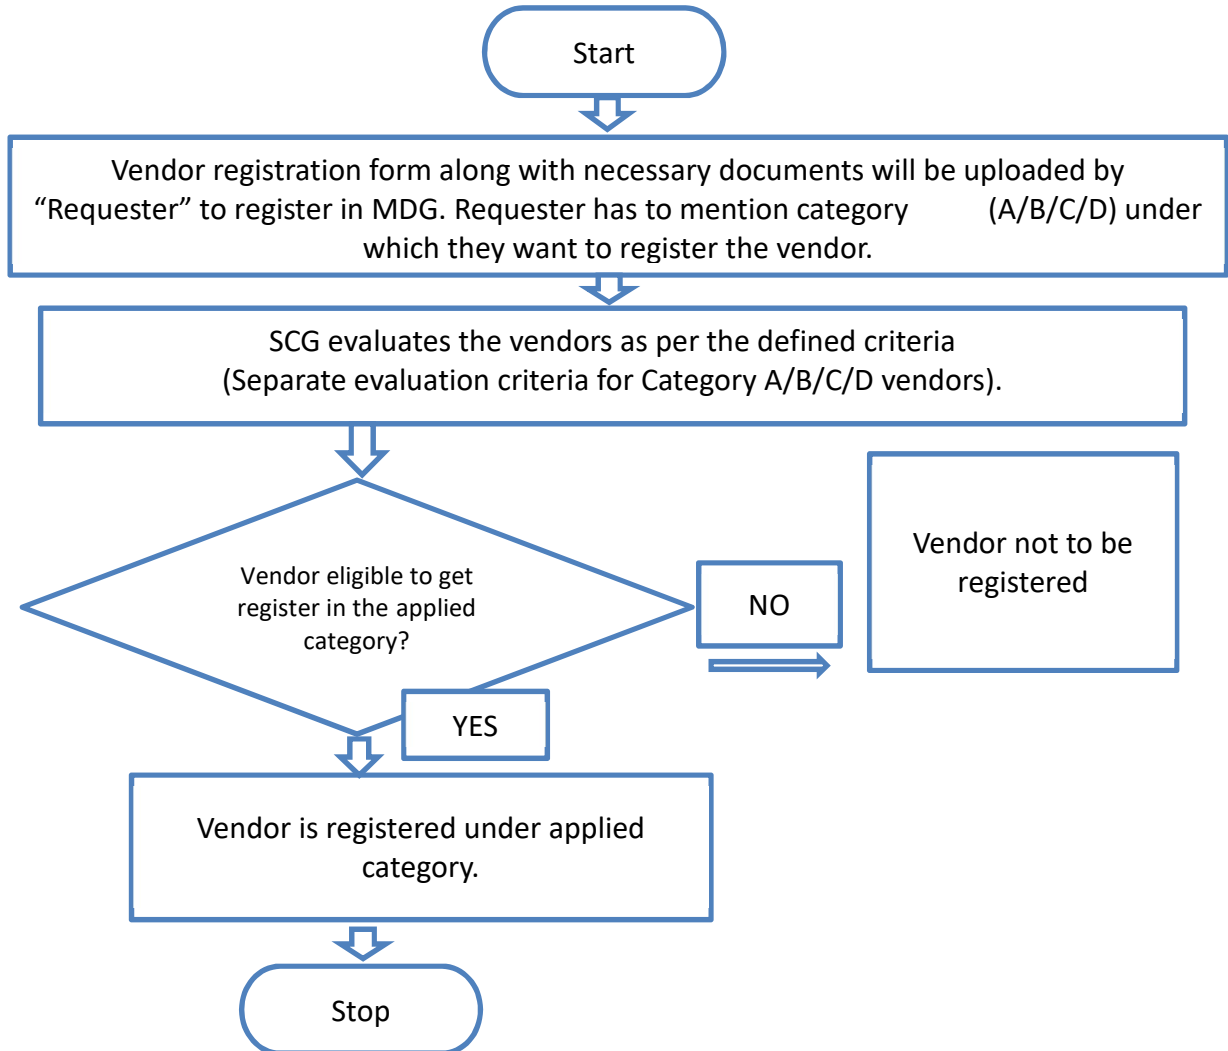 Start
Vendor registration form along with necessary documents will be uploaded by
“Requester” to register in MDG. Requester has to mention category (A/B/C/D) under
which they want to register the vendor.
SCG evaluates the vendors as per the defined criteria
(Separate evaluation criteria for Category A/B/C/D vendors).
Vendor eligible to get
register in the applied
category?
NO
Vendor not to be
registered
YES
Vendor is registered under applied
category.
Stop